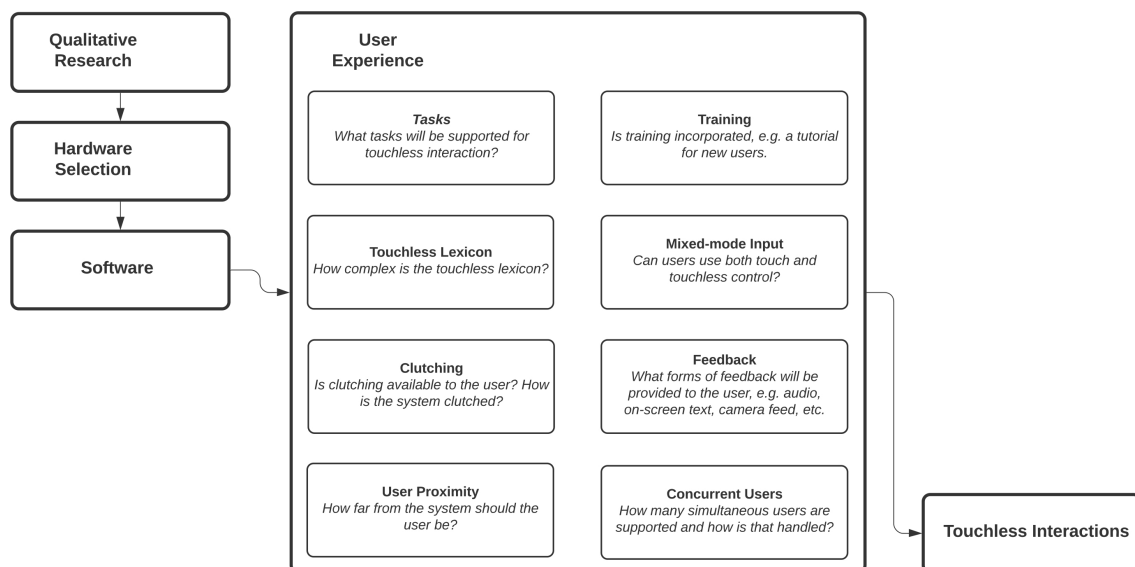 Qualitative
Research
Hardware
Selection
Software
User
Experience
Tasks
What tasks will be supported for
touchless interaction?
Training
Is training incorporated, e.g. a tutorial
for new users.
Touchless Lexicon
How complex is the touchless lexicon?
Mixed-mode Input
Can users use both touch and
touchless control?
Clutching
Is clutching available to the user? How
is the system clutched?
Feedback
What forms of feedback will be
provided to the user, e.g. audio,
on-screen text, camera feed, etc.
User Proximity
How far from the system should the
user be?
Concurrent Users
How many simultaneous users are
supported and how is that handled?
Touchless Interactions